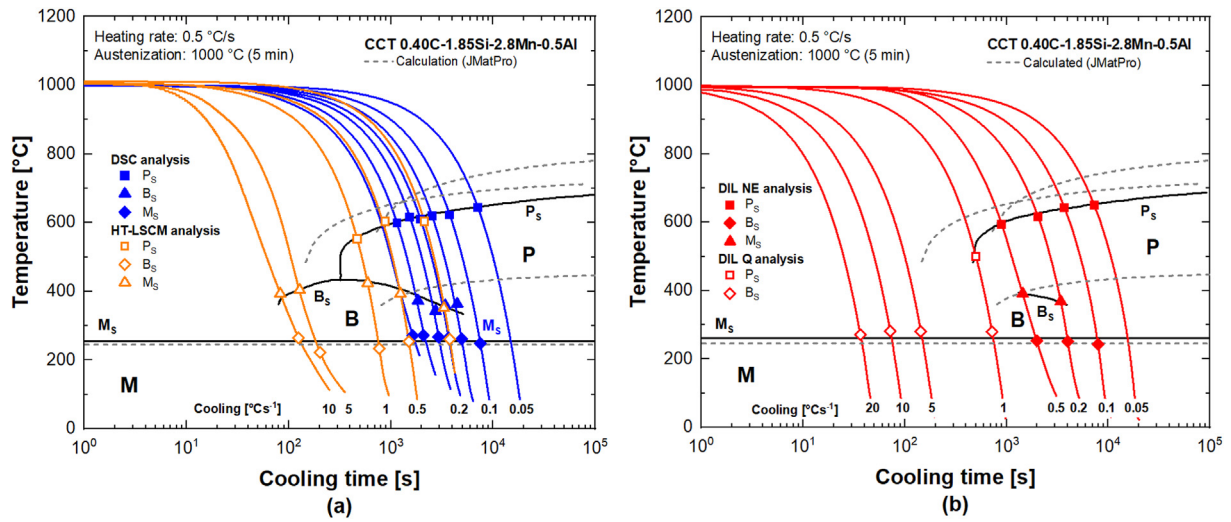 (a)
(b)
Heating rate: 0.5 °C/s
Austenization: 1000 °C (5 min)
CCT 0.40C-1.85Si-2.8Mn-0.5Al
Calculation (JMatPro)
DSC analysis
Pₛ
Bₛ
Mₛ
HT-LSCM analysis
Pₛ
Bₛ
Mₛ
Pₛ
P
Bₛ
B
Mₛ
Mₛ
M
Cooling [ºCs⁻¹] 10 5 1 0.5 0.2 0.1 0.05
Temperature [°C]
1200
1000
800
600
400
200
0
10⁰ 10¹ 10² 10³ 10⁴ 10⁵
Cooling time [s]
(a)
Heating rate: 0.5 °C/s
Austenization: 1000 °C (5 min)
CCT 0.40C-1.85Si-2.8Mn-0.5Al
Calculated (JMatPro)
DIL NE analysis
Pₛ
Bₛ
Mₛ
DIL Q analysis
Pₛ
Bₛ
Pₛ
P
Bₛ
B
Mₛ
M
Cooling [ºCs⁻¹] 20 10 5 1 0.5 0.2 0.1 0.05
Temperature [°C]
1200
1000
800
600
400
200
0
10⁰ 10¹ 10² 10³ 10⁴ 10⁵
Cooling time [s]
(b)